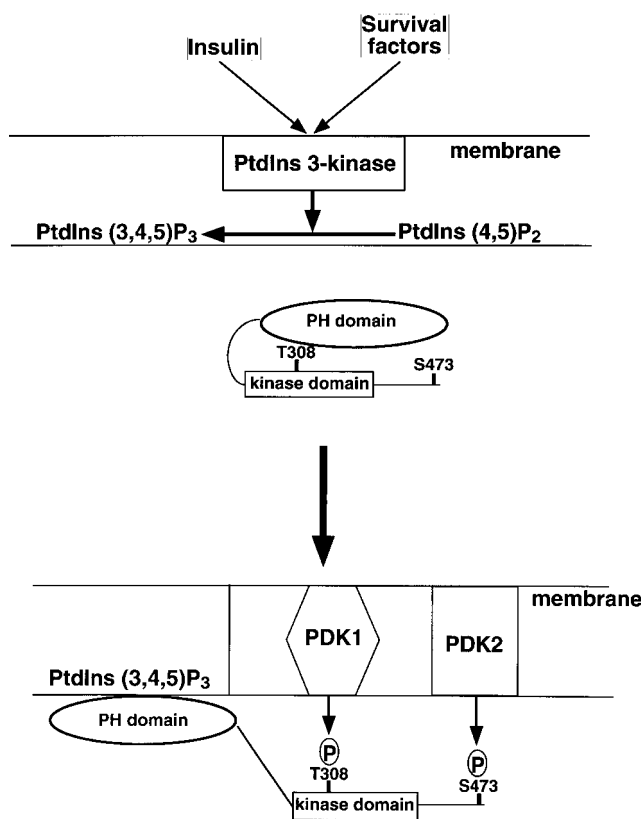 Insulin
Survival
factors
PtdIns 3-kinase
membrane
PtdIns (3,4,5)P3
PtdIns (4,5)P2
PH domain
T308
S473
kinase domain
membrane
PDK1
PDK2
PtdIns (3,4,5)P3
PH domain
P
P
T308
S473
kinase domain